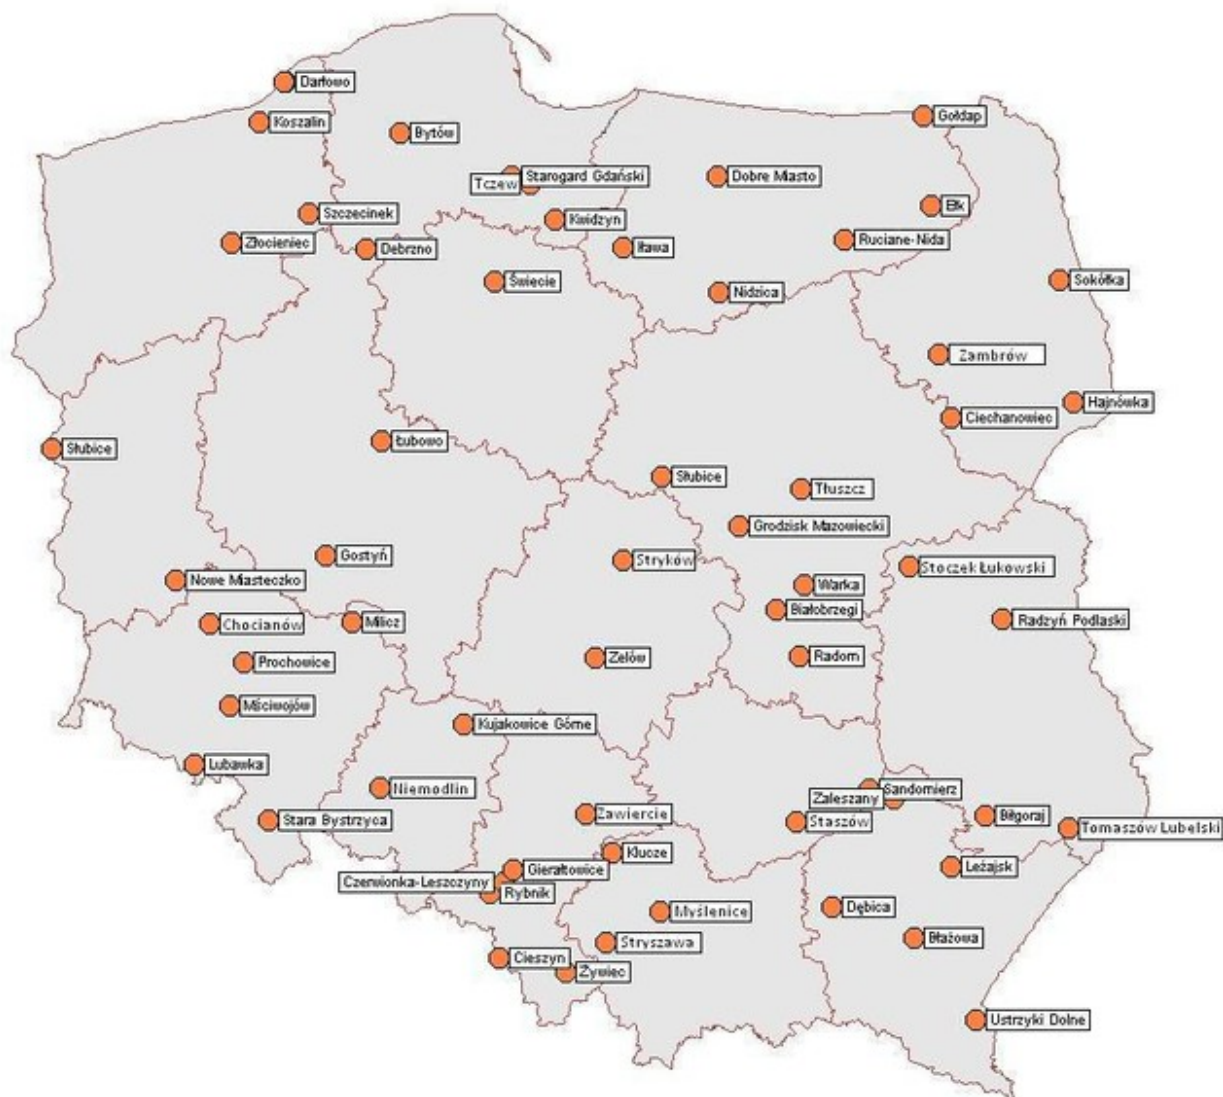 Darłowo
Koszalin
Bytów
Gołdap
Starogard Gdański
Tczew
Dobre Miasto
Ełk
Szczecinek
Kwidzyn
Złocieniec
Debrzno
Iława
Ruciane-Nida
Świecie
Nidzica
Sokółka
Zambrów
Hajnówka
Ciechanowiec
Łubowo
Słubice
Słubice
Tłuszcz
Grodzisk Mazowiecki
Gostyń
Stryków
Stoczek Łukowski
Nowe Miasteczko
Warka
Białobrzegi
Chocianów
Milicz
Radzyń Podlaski
Prochowice
Zelów
Radom
Mściwojów
Kujakowice Górne
Lubawka
Niemodlin
Sandomierz
Zaleszany
Stara Bystrzyca
Zawiercie
Staszów
Biłgoraj
Tomaszów Lubelski
Klucze
Gierałtowice
Leżajsk
Czerwionka-Leszczyny
Rybnik
Dębica
Myślenice
Błażowa
Stryszawa
Cieszyn
Żywiec
Ustrzyki Dolne